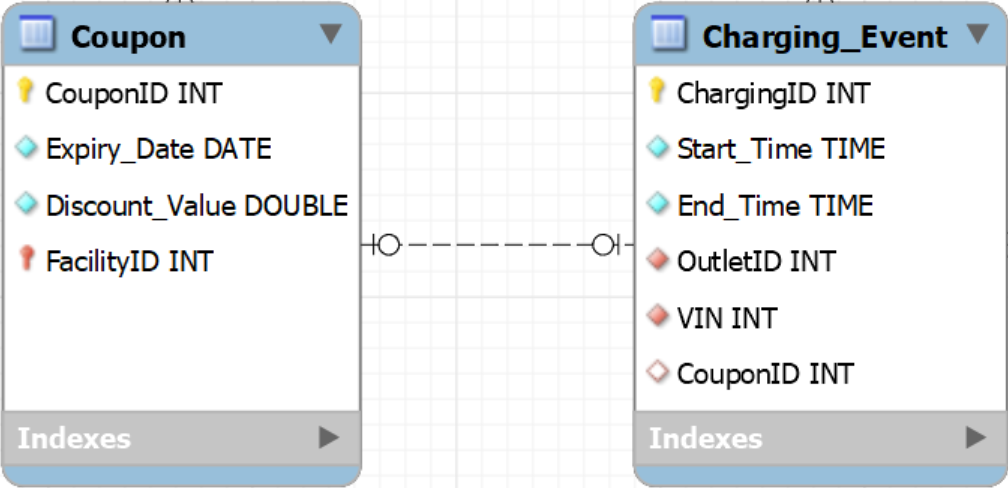 Coupon
CouponID INT
Expiry_Date DATE
Discount_Value DOUBLE
FacilityID INT
Indexes
Charging_Event
ChargingID INT
Start_Time TIME
End_Time TIME
OutletID INT
VIN INT
CouponID INT
Indexes